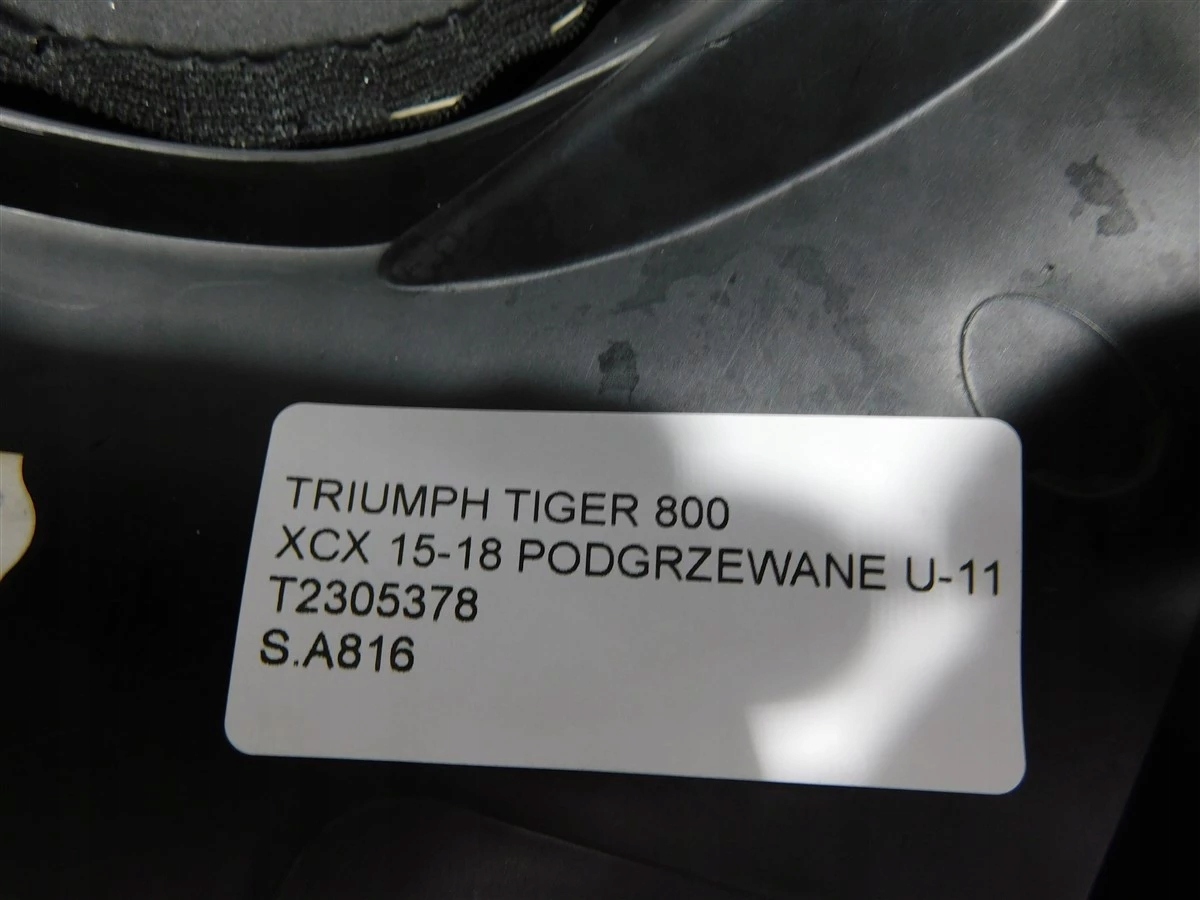 TRIUMPH TIGER 800
XCX 15-18 PODGRZEWANE U-11
T2305378
S.A816